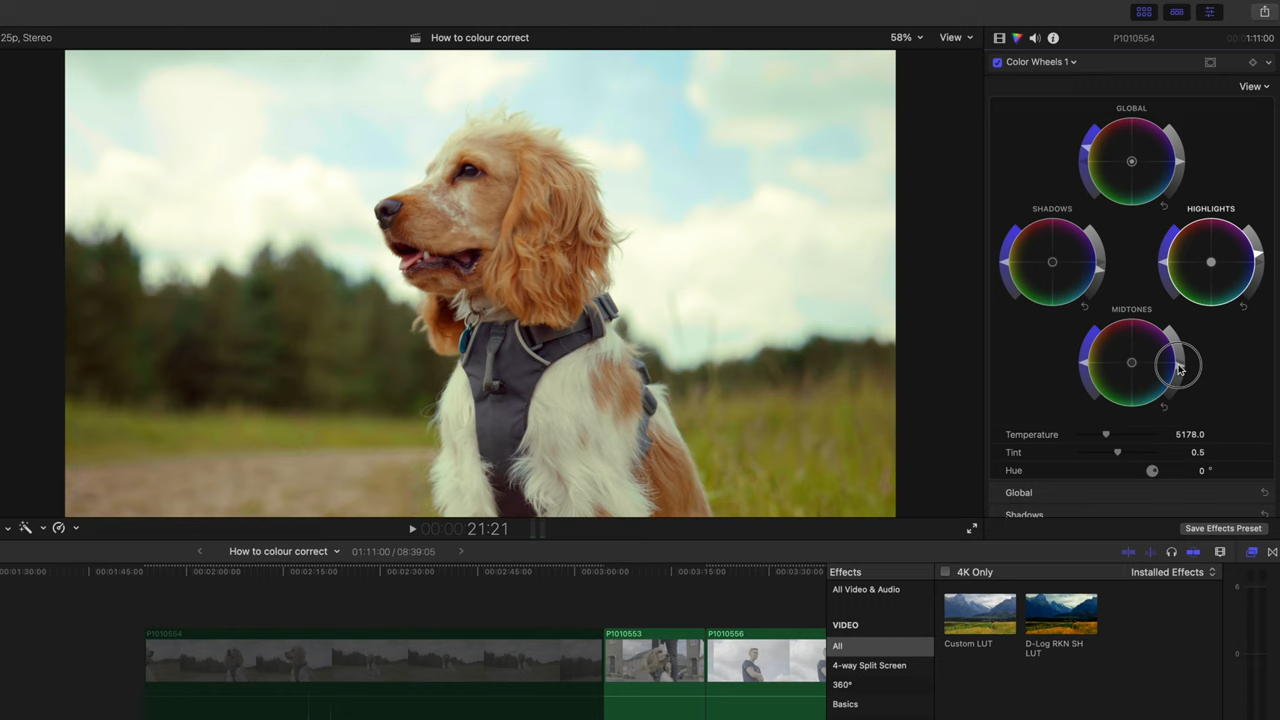 25p, Stereo
How to colour correct
58%
View
P1010554
1:11:00
Color Wheels 1
View
GLOBAL
SHADOWS
HIGHLIGHTS
MIDTONES
Temperature
5178.0
Tint
0.5
Hue
0 °
Global
Shadows
Save Effects Preset
00:00:21:21
How to colour correct
01:11:00 / 08:39:05
00:01:30:00
00:01:45:00
00:02:00:00
00:02:15:00
00:02:30:00
00:02:45:00
00:03:00:00
00:03:15:00
00:03:30:00
P1010554
P1010553
P1010556
Effects
4K Only
Installed Effects
All Video & Audio
VIDEO
All
4-way Split Screen
360°
Basics
Custom LUT
D-Log RKN SH
LUT
6
0